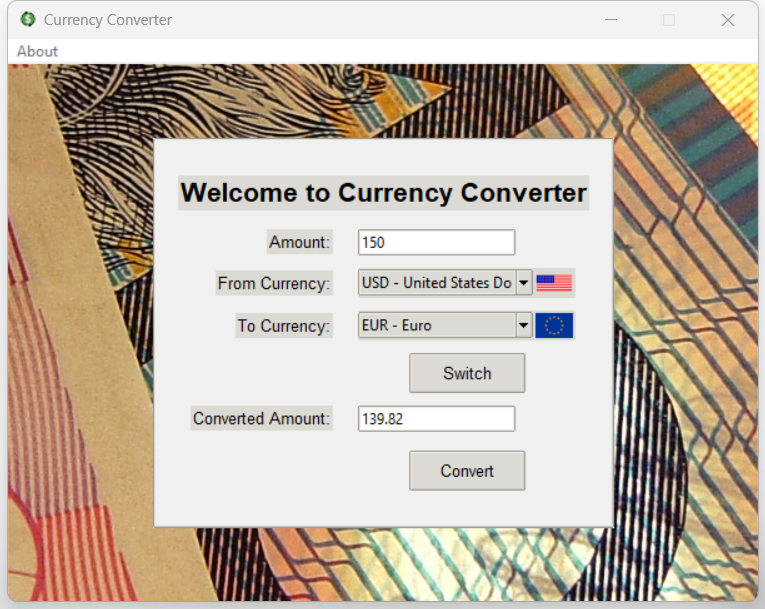 Currency Converter
About
Welcome to Currency Converter
Amount: 150
From Currency: USD - United States Do
To Currency: EUR - Euro
Switch
Converted Amount: 139.82
Convert